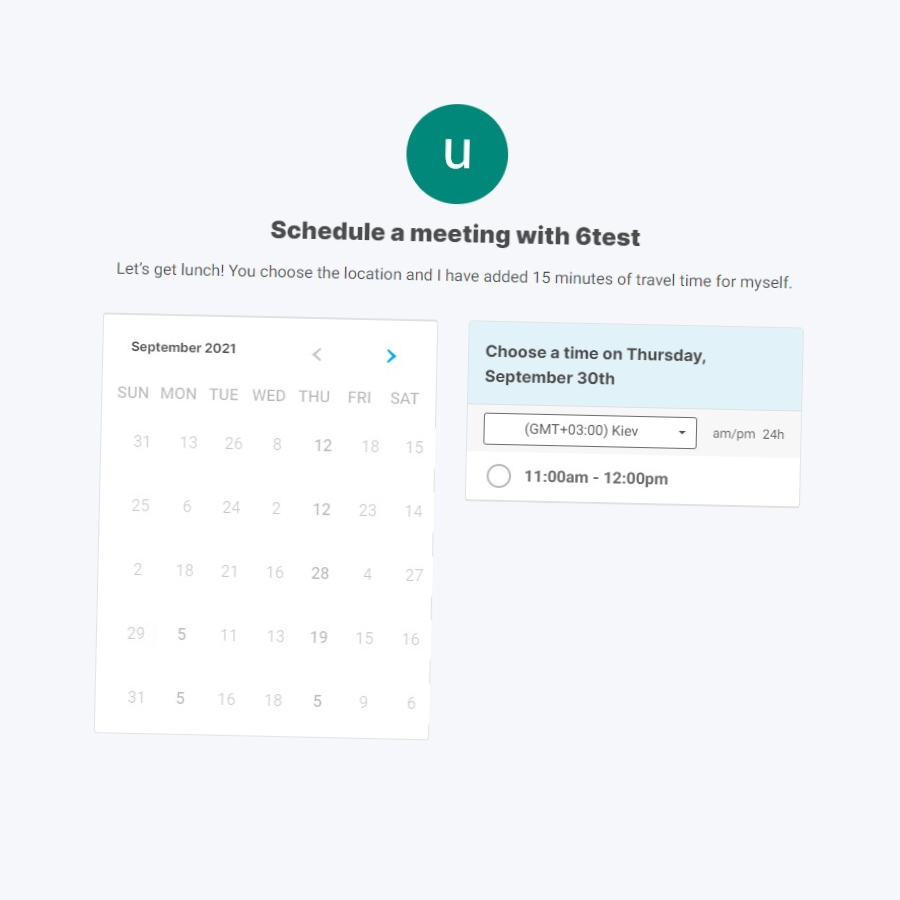 u
Schedule a meeting with 6test
Let's get lunch! You choose the location and I have added 15 minutes of travel time for myself.
September 2021
SUN MON TUE WED THU FRI SAT
31 13 26 8 12 18 15
25 6 24 2 12 23 14
2 18 21 16 28 4 27
29 5 11 13 19 15 16
31 5 16 18 5 9 6
Choose a time on Thursday,
September 30th
(GMT+03:00) Kiev am/pm 24h
11:00am - 12:00pm